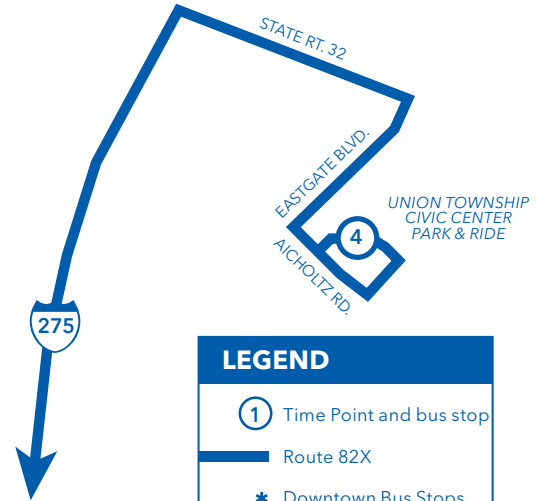 STATE RT. 32
EASTGATE BLVD.
UNION TOWNSHIP
CIVIC CENTER
PARK & RIDE
4
AICHOLTZ RD.
275
LEGEND
1 Time Point and bus stop
Route 82X
* Downtown Bus Stops